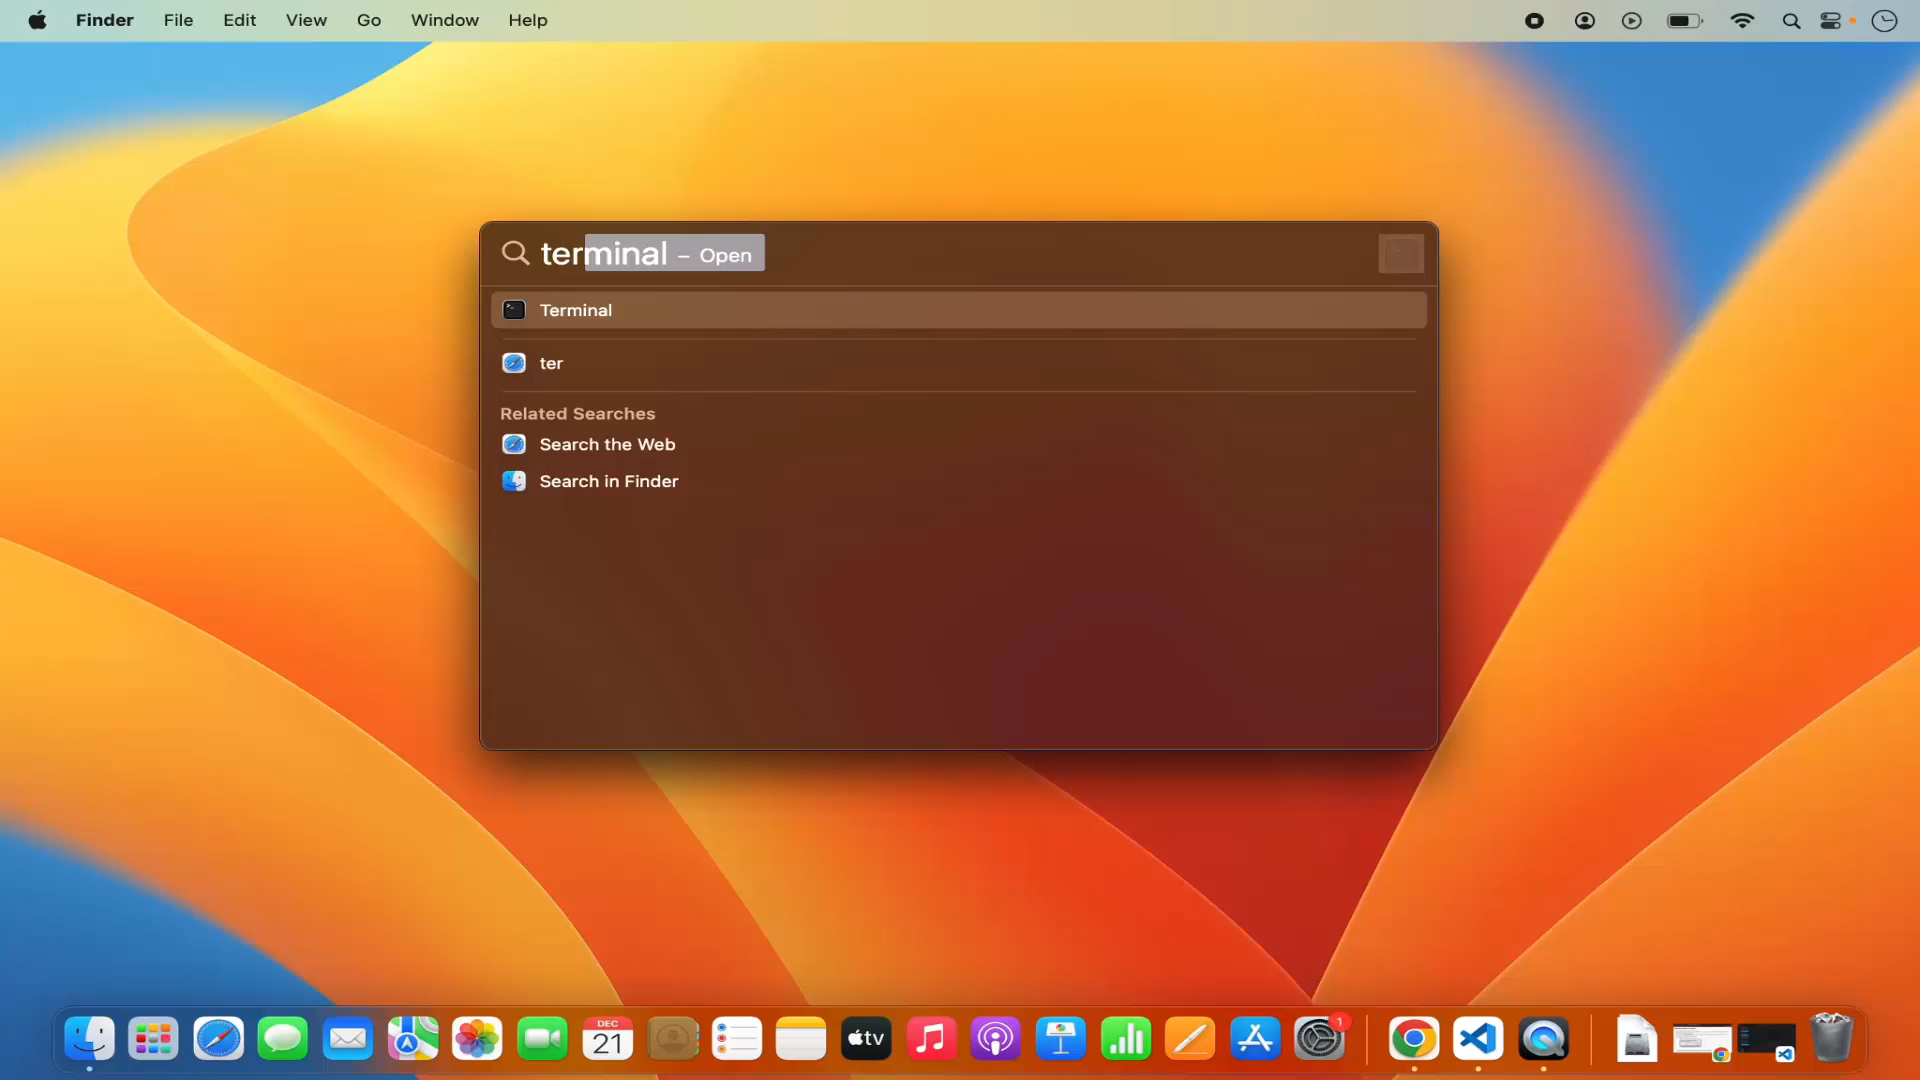 Finder File Edit View Go Window Help
terminal – Open
Terminal
ter
Related Searches
Search the Web
Search in Finder
DEC
21
tv
1